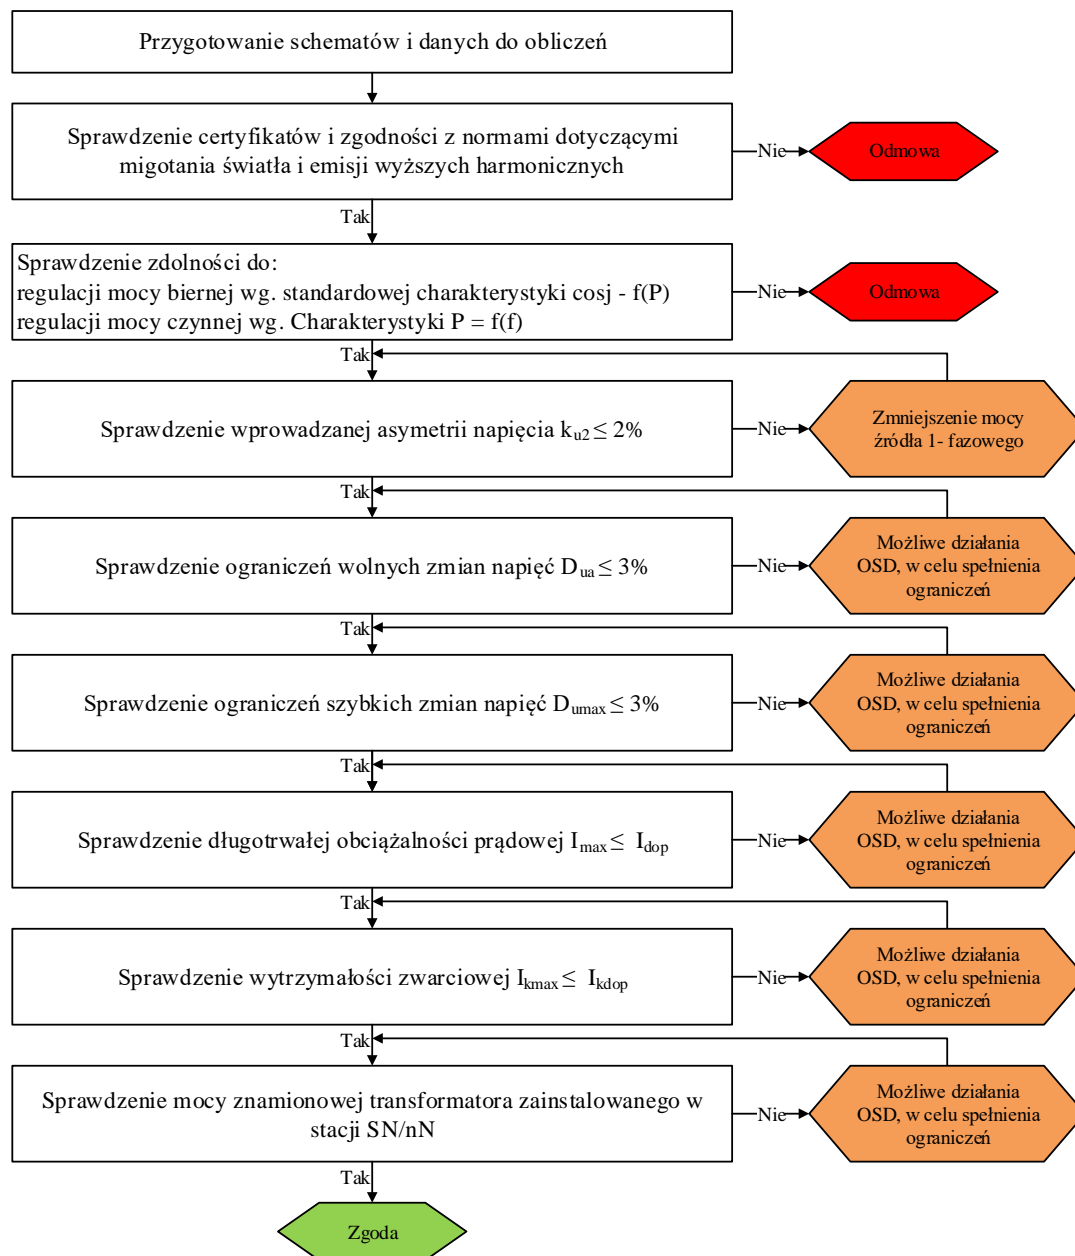 Przygotowanie schematów i danych do obliczeń
Sprawdzenie certyfikatów i zgodności z normami dotyczącymi
migotania światła i emisji wyższych harmonicznych
Nie
Odmowa
Tak
Sprawdzenie zdolności do:
regulacji mocy biernej wg. standardowej charakterystyki cosj - f(P)
regulacji mocy czynnej wg. Charakterystyki P = f(f)
Nie
Odmowa
Tak
Sprawdzenie wprowadzanej asymetrii napięcia ku2 ≤ 2%
Nie
Zmniejszenie mocy
źródła 1- fazowego
Tak
Sprawdzenie ograniczeń wolnych zmian napięć Dua ≤ 3%
Nie
Możliwe działania
OSD, w celu spełnienia
ograniczeń
Tak
Sprawdzenie ograniczeń szybkich zmian napięć Dumax ≤ 3%
Nie
Możliwe działania
OSD, w celu spełnienia
ograniczeń
Tak
Sprawdzenie długotrwałej obciążalności prądowej Imax ≤ Idop
Nie
Możliwe działania
OSD, w celu spełnienia
ograniczeń
Tak
Sprawdzenie wytrzymałości zwarciowej Ikmax ≤ Ikdop
Nie
Możliwe działania
OSD, w celu spełnienia
ograniczeń
Tak
Sprawdzenie mocy znamionowej transformatora zainstalowanego w
stacji SN/nN
Nie
Możliwe działania
OSD, w celu spełnienia
ograniczeń
Tak
Zgoda